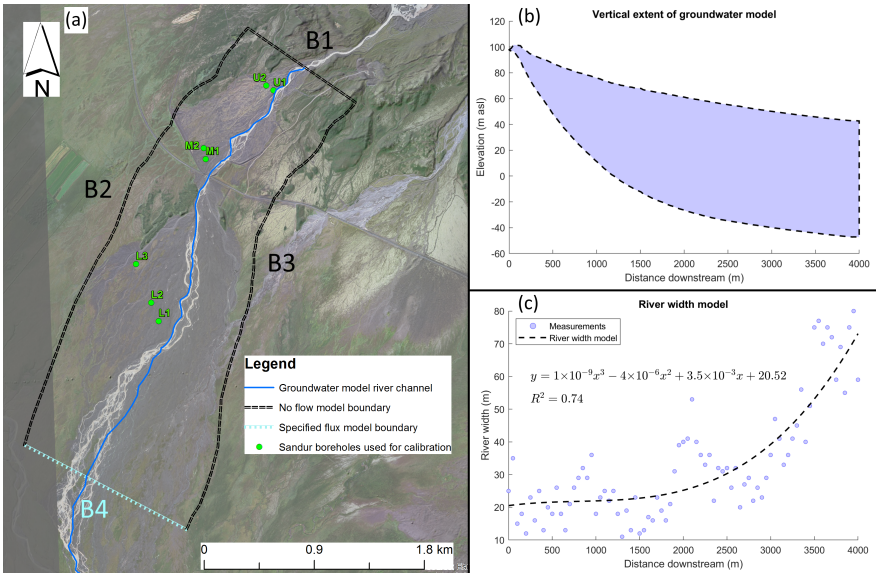 (a)
N
B1
U2
U1
M2
M1
B2
B3
L3
L2
L1
Legend
Groundwater model river channel
No flow model boundary
Specified flux model boundary
Sandur boreholes used for calibration
B4
0 0.9 1.8 km
(b)
Vertical extent of groundwater model
120
100
80
60
40
20
0
-20
-40
-60
Elevation (m asl)
0 500 1000 1500 2000 2500 3000 3500 4000
Distance downstream (m)
(c)
River width model
80
70
60
50
40
30
20
10
River width (m)
Measurements
River width model
y = 1×10⁻⁹x³ − 4×10⁻⁶x² + 3.5×10⁻³x + 20.52
R² = 0.74
0 500 1000 1500 2000 2500 3000 3500 4000
Distance downstream (m)